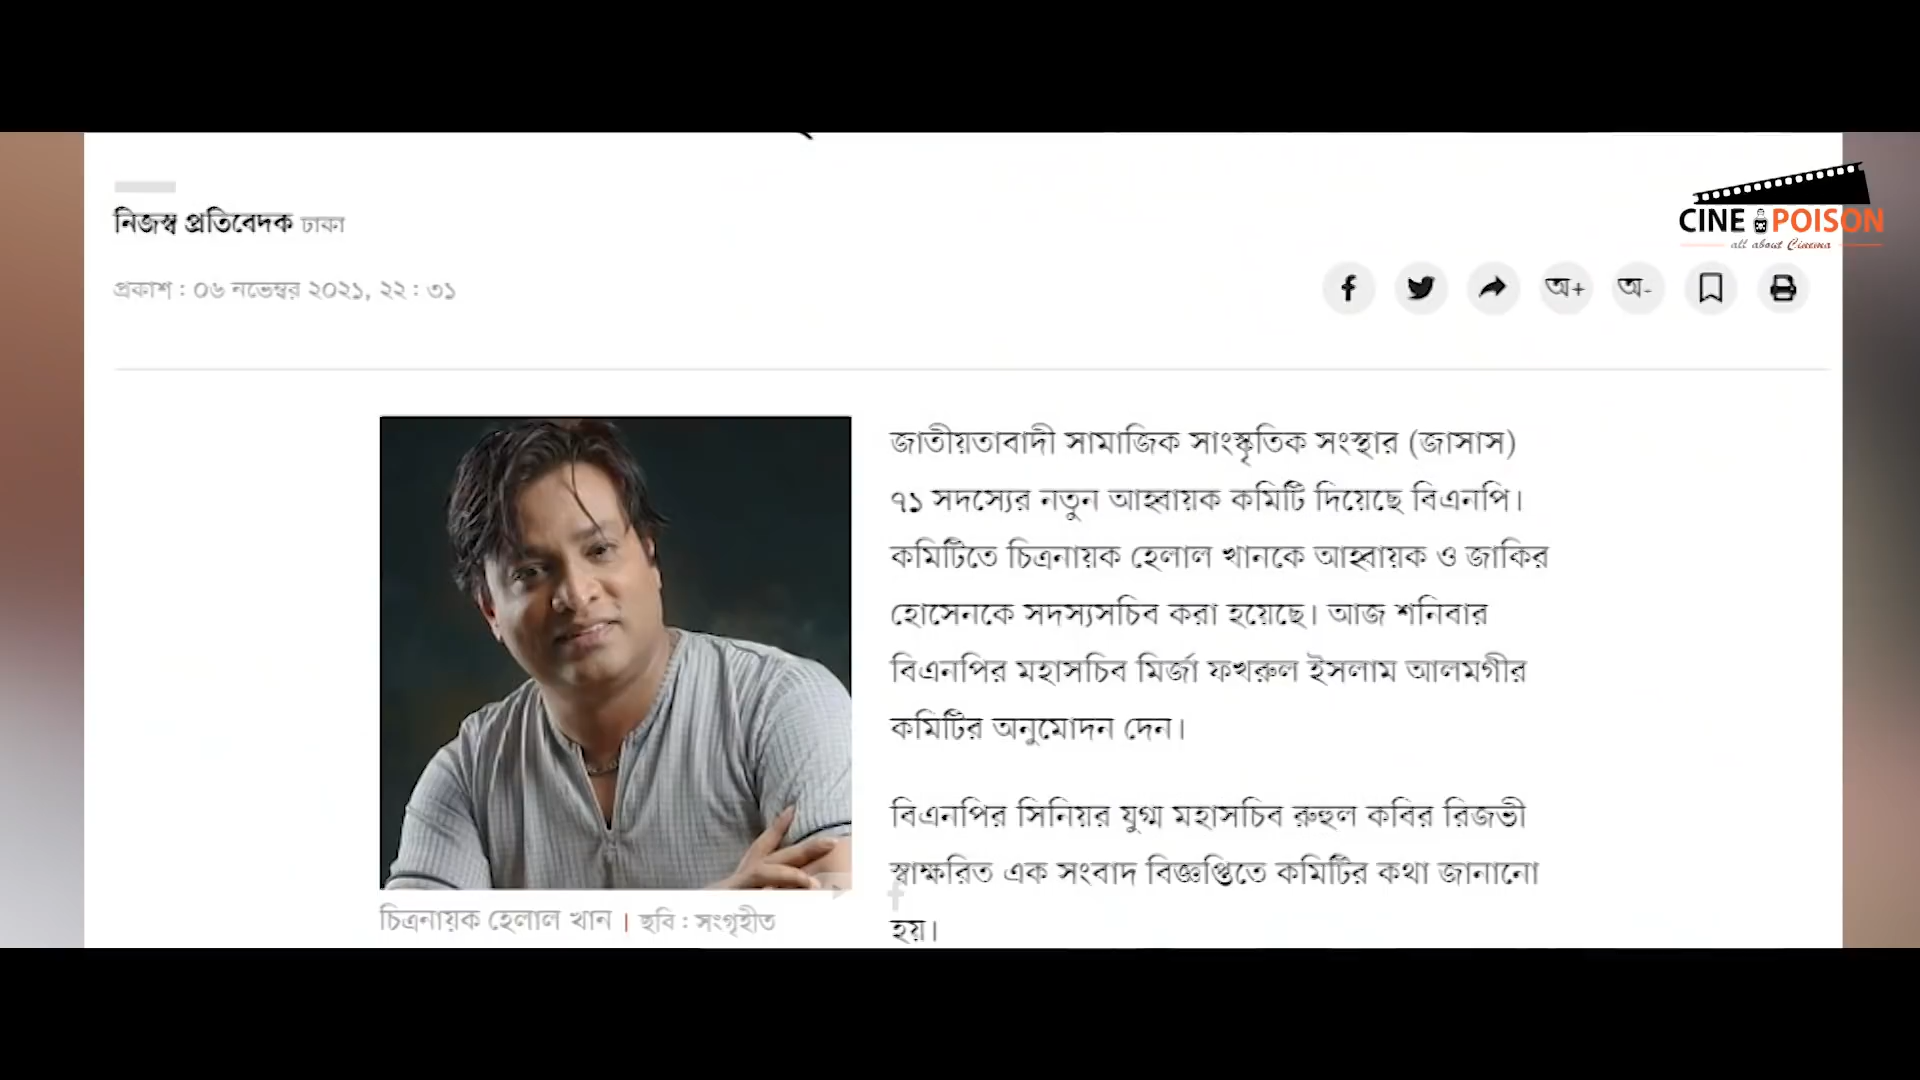 CINE POISON
all about Cinema
নিজস্ব প্রতিবেদক ঢাকা
প্রকাশ : ০৬ নভেম্বর ২০২১, ২২ : ৩১
অ+ অ-
জাতীয়তাবাদী সামাজিক সাংস্কৃতিক সংস্থার (জাসাস)
৭১ সদস্যের নতুন আহ্বায়ক কমিটি দিয়েছে বিএনপি।
কমিটিতে চিত্রনায়ক হেলাল খানকে আহ্বায়ক ও জাকির
হোসেনকে সদস্যসচিব করা হয়েছে। আজ শনিবার
বিএনপির মহাসচিব মির্জা ফখরুল ইসলাম আলমগীর
কমিটির অনুমোদন দেন।
বিএনপির সিনিয়র যুগ্ম মহাসচিব রুহুল কবির রিজভী
স্বাক্ষরিত এক সংবাদ বিজ্ঞপ্তিতে কমিটির কথা জানানো
হয়।
চিত্রনায়ক হেলাল খান | ছবি : সংগৃহীত